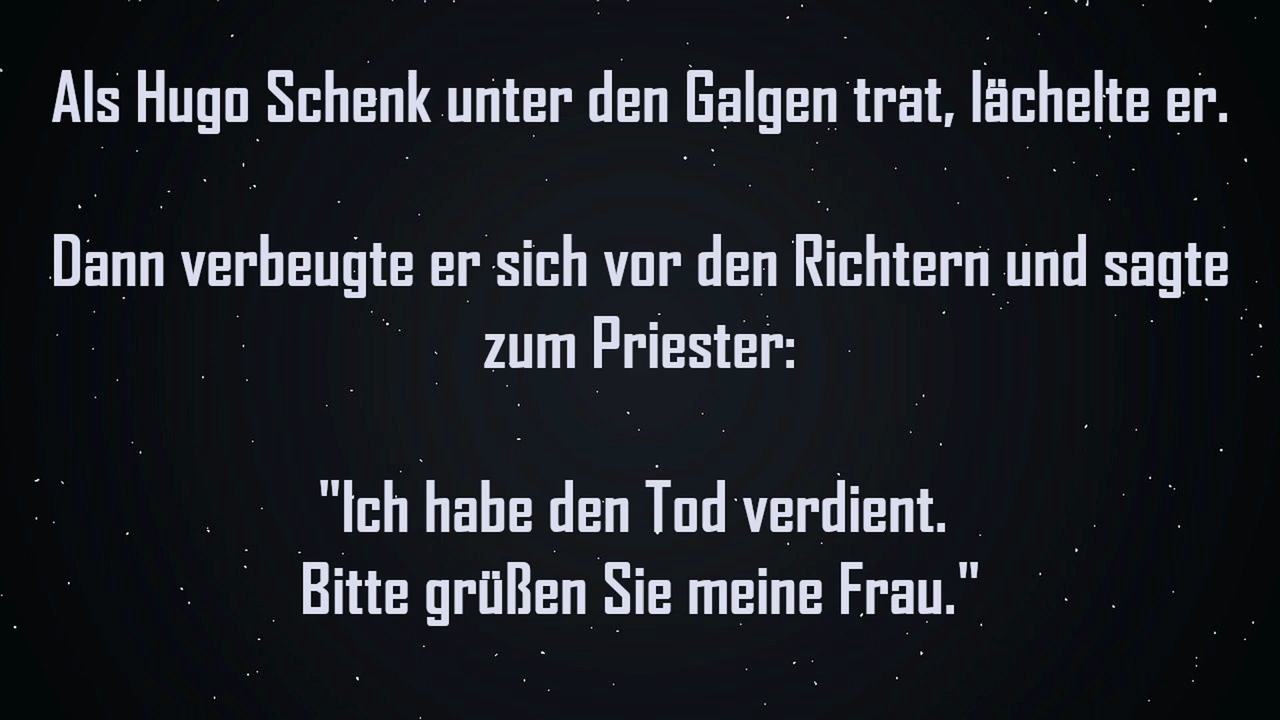 Als Hugo Schenk unter den Galgen trat, lächelte er.
Dann verbeugte er sich vor den Richtern und sagte
zum Priester:
"Ich habe den Tod verdient.
Bitte grüßen Sie meine Frau."